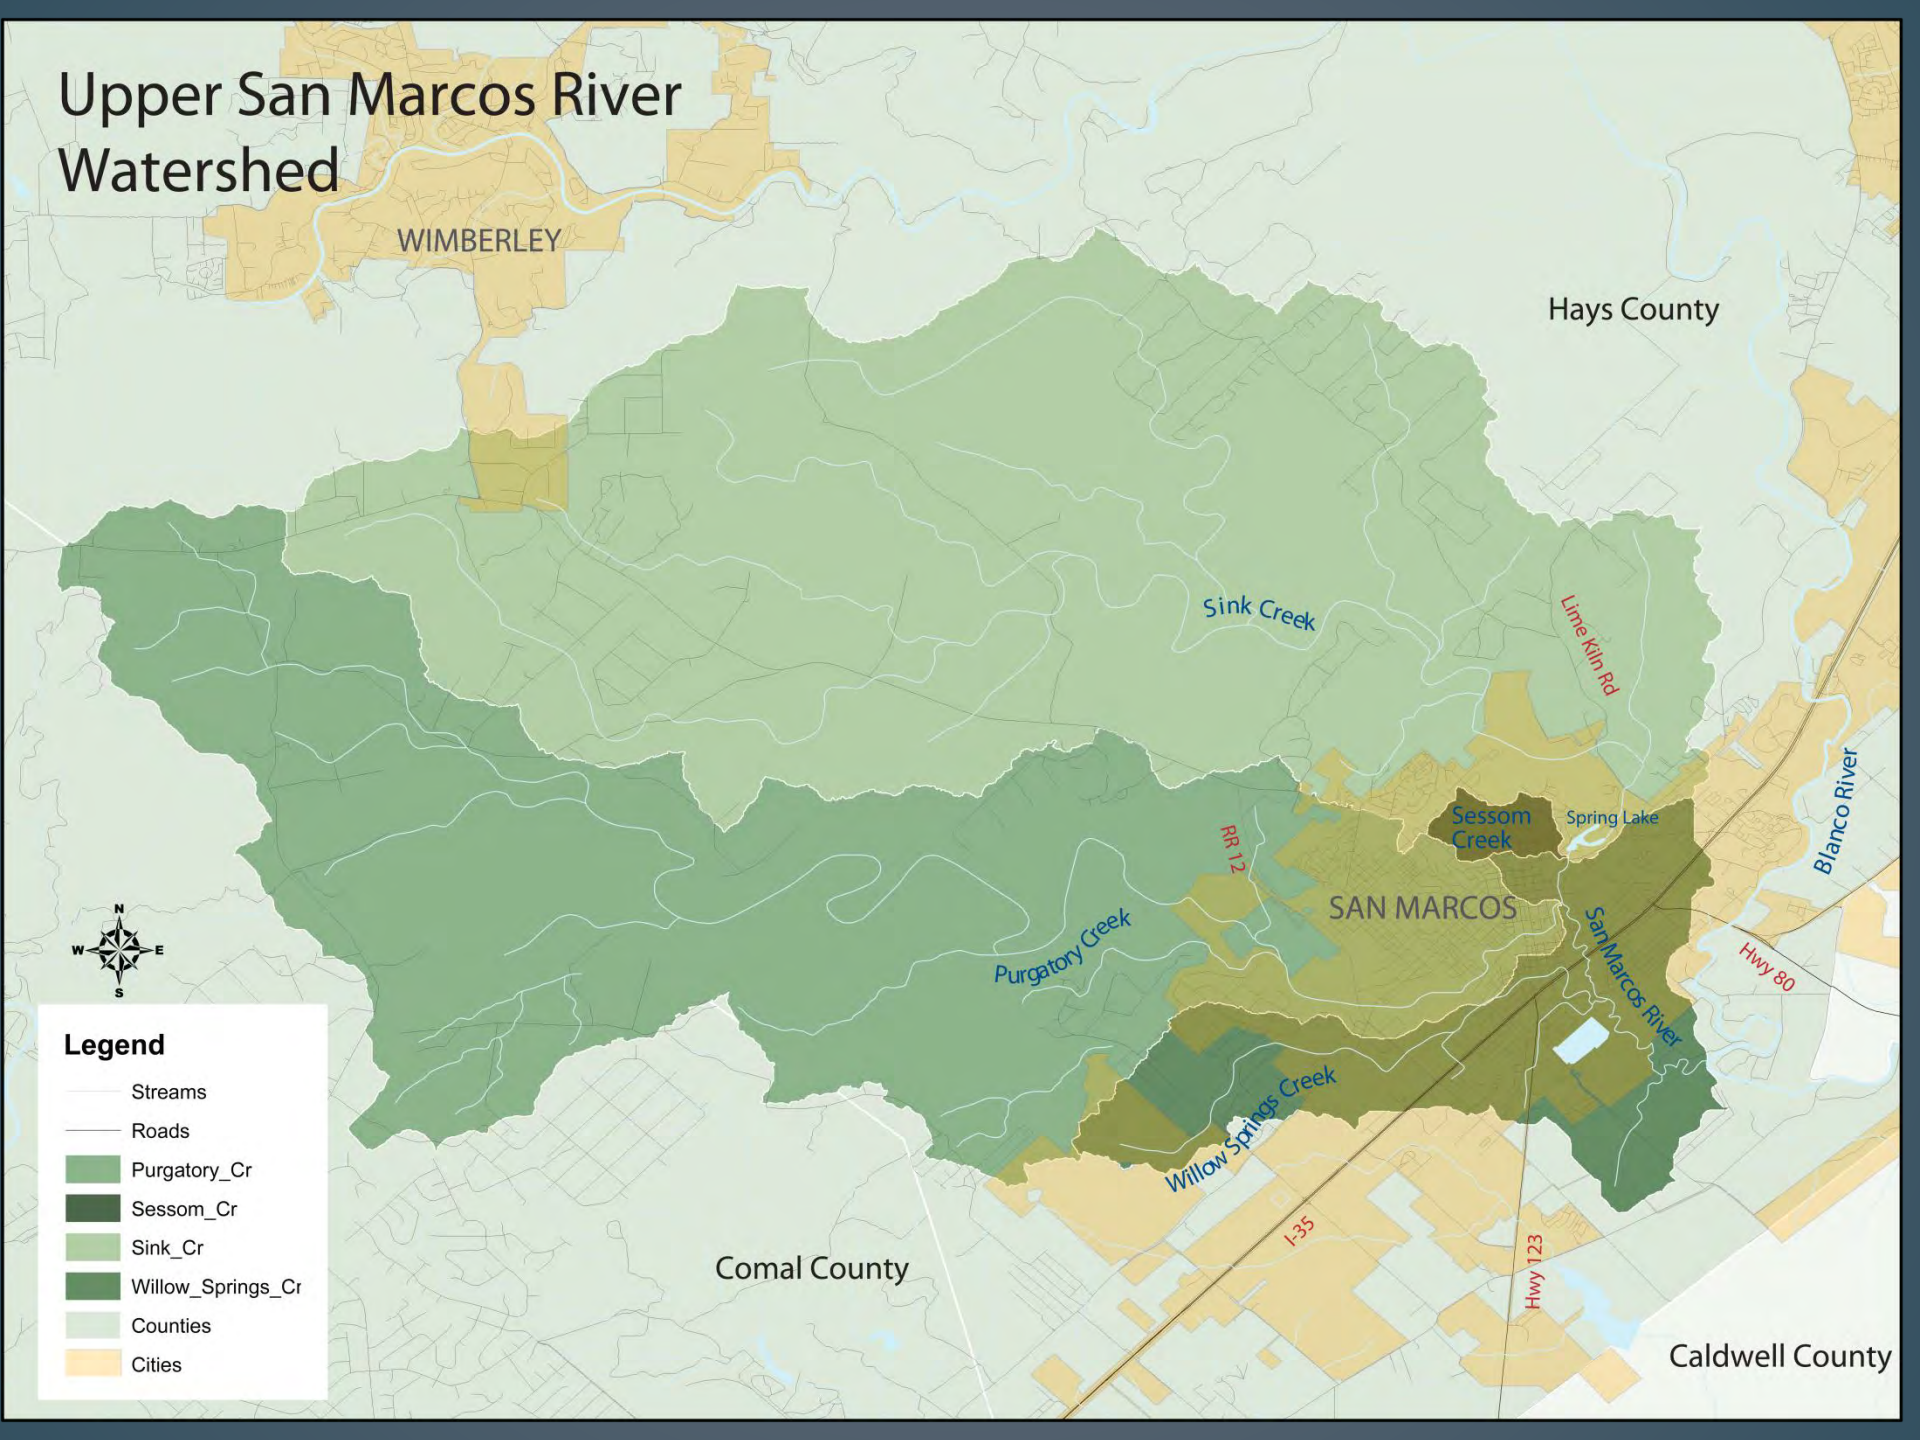 Upper San Marcos River
Watershed
WIMBERLEY
Hays County
Sink Creek
Lime Kiln Rd
Sessom
Creek
Spring Lake
Blanco River
RR 12
SAN MARCOS
San Marcos River
Purgatory Creek
Hwy 80
N
W
E
S
Willow Springs Creek
I-35
Hwy 123
Comal County
Caldwell County
Legend
Streams
Roads
Purgatory_Cr
Sessom_Cr
Sink_Cr
Willow_Springs_Cr
Counties
Cities